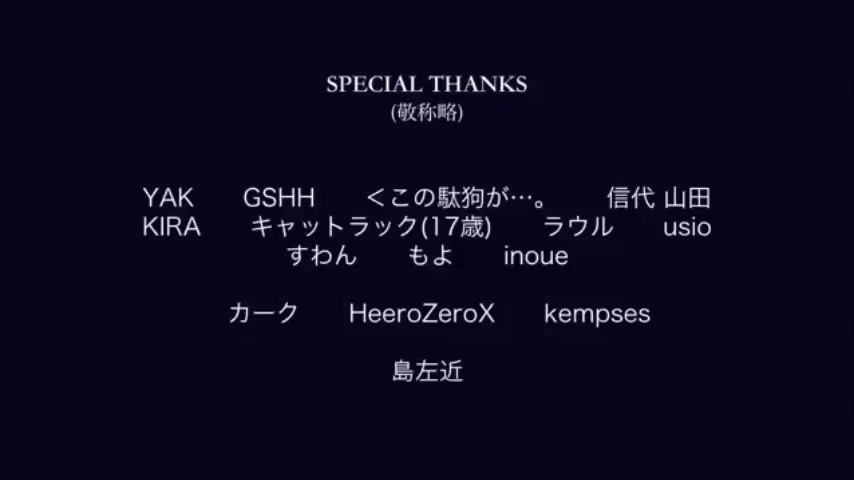 SPECIAL THANKS
(敬称略)
YAK GSHH <この駄狗が…。 信代 山田
KIRA キャットラック(17歳) ラウル usio
すわん もよ inoue
カーク HeeroZeroX kempses
島左近